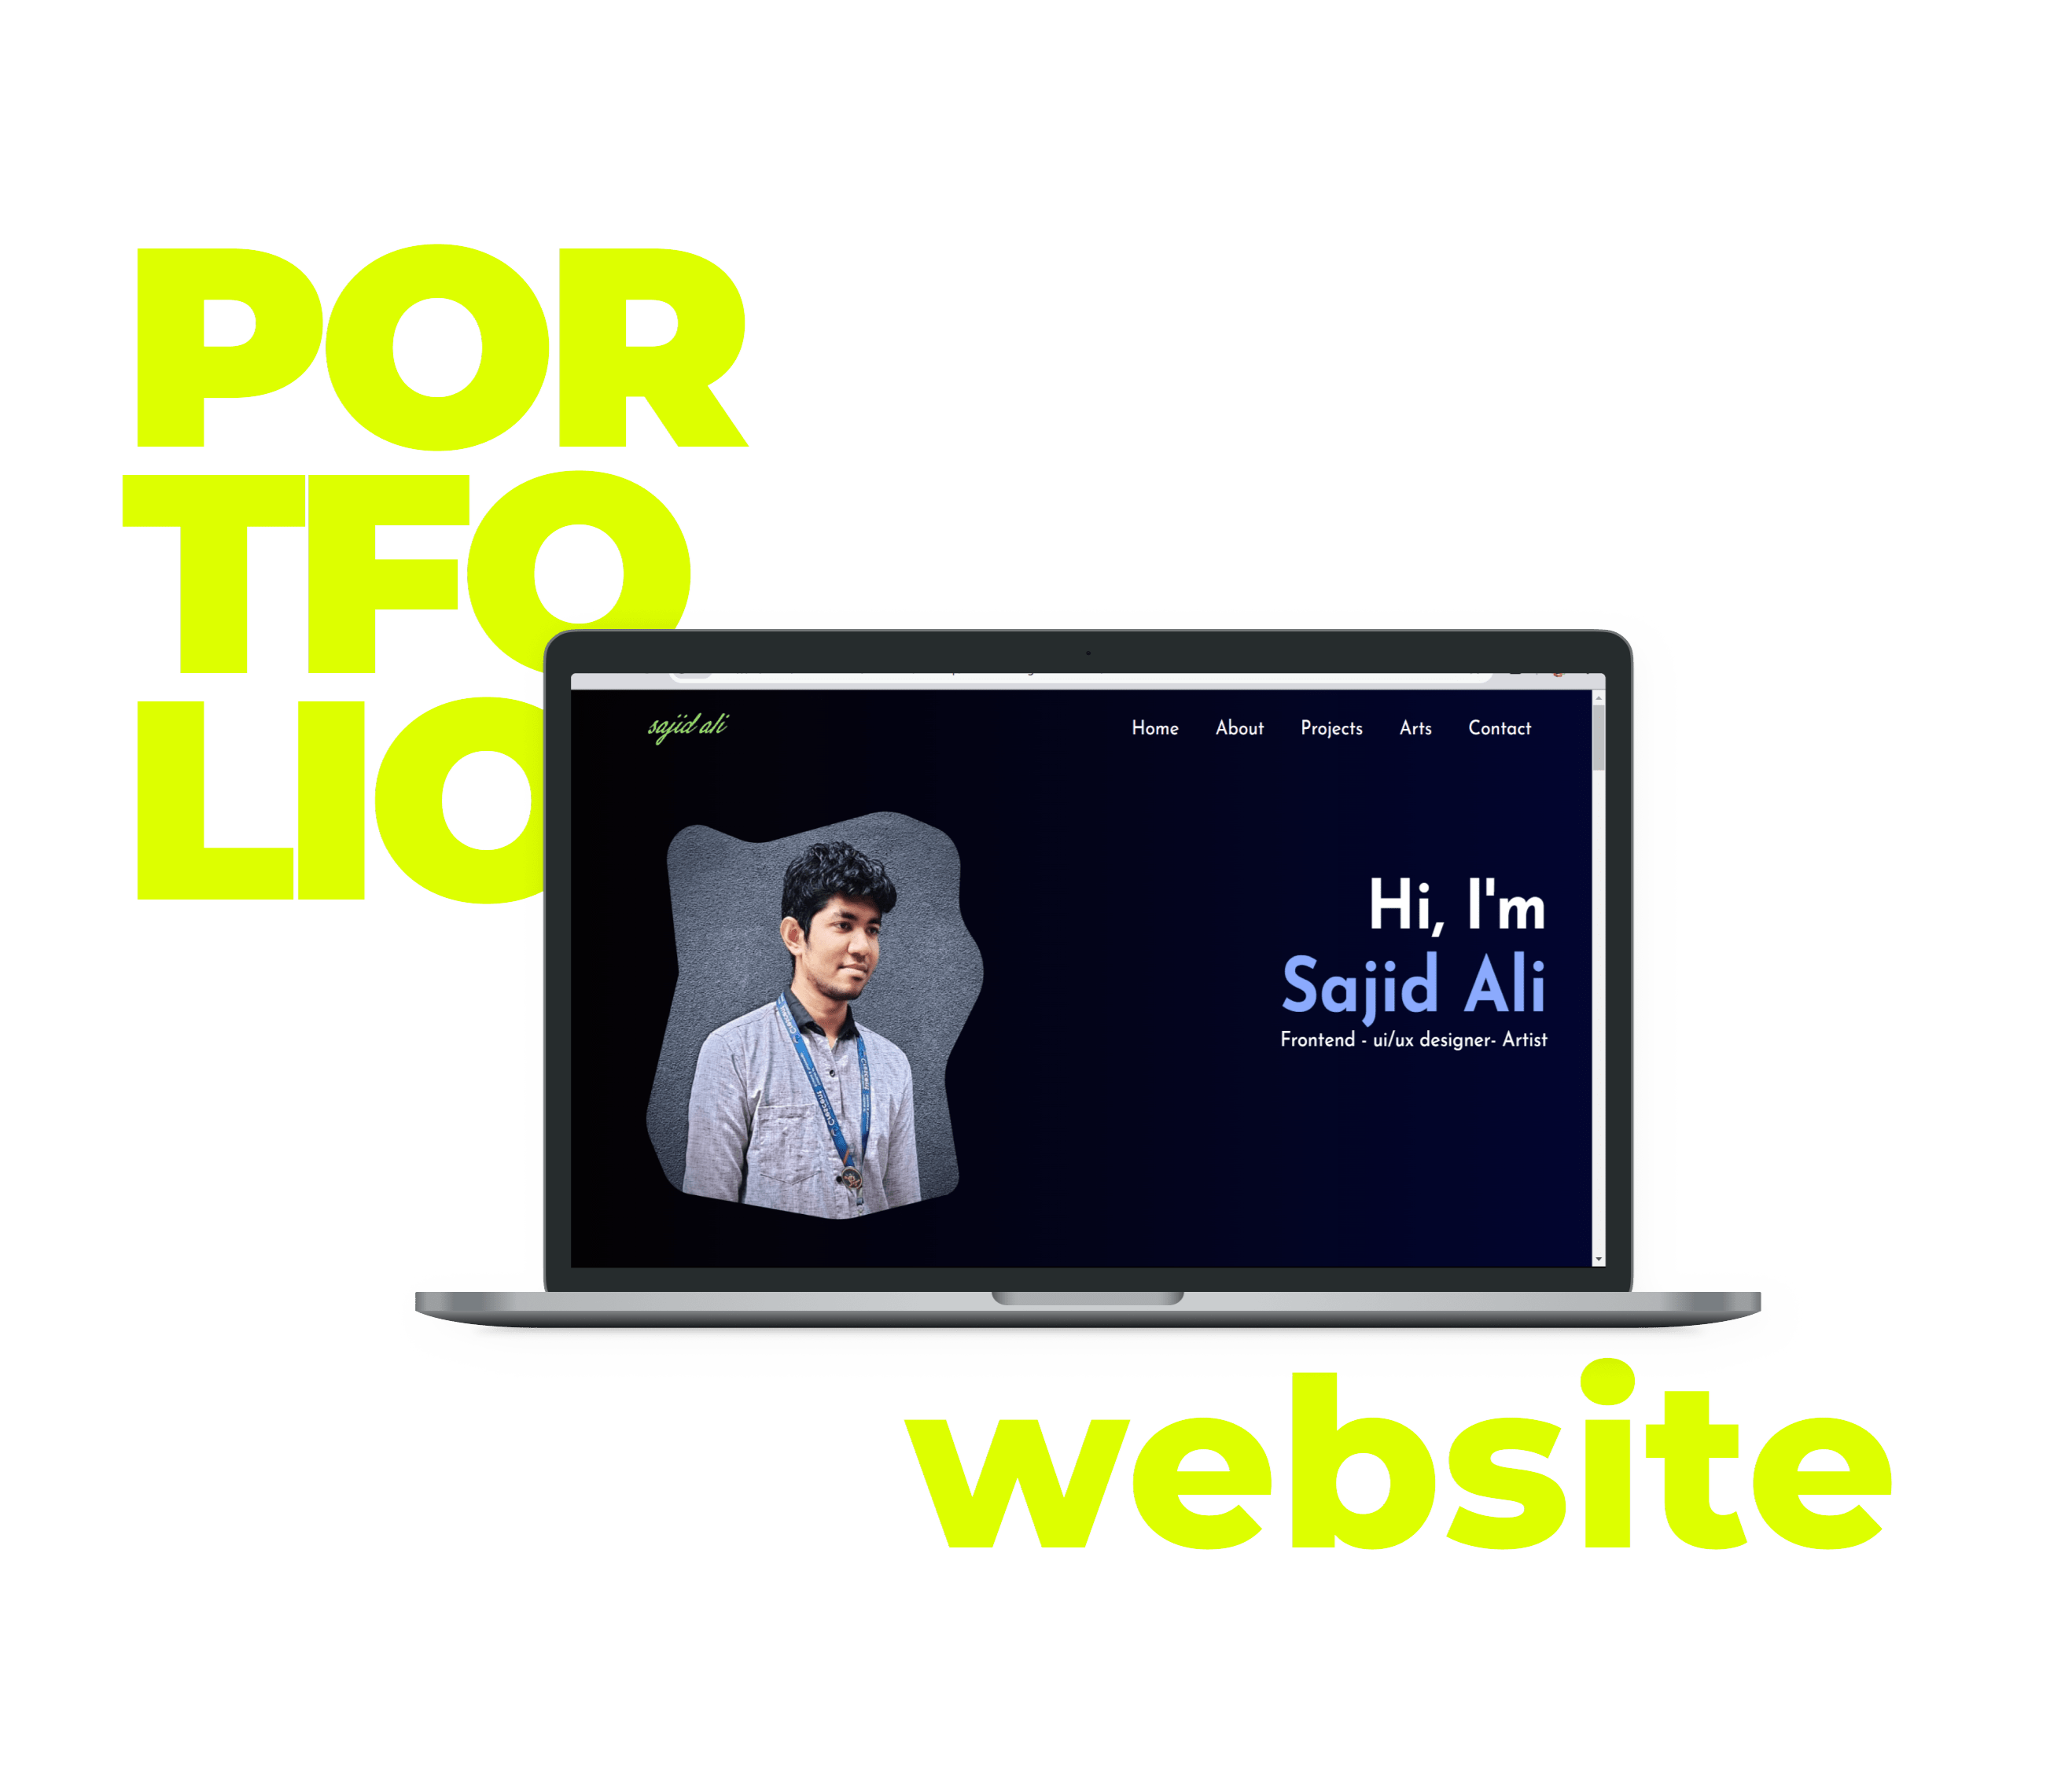 POR
TFO
LIO
sajid ali
Home About Projects Arts Contact
Hi, I'm
Sajid Ali
Frontend - ui/ux designer- Artist
Crescent
website